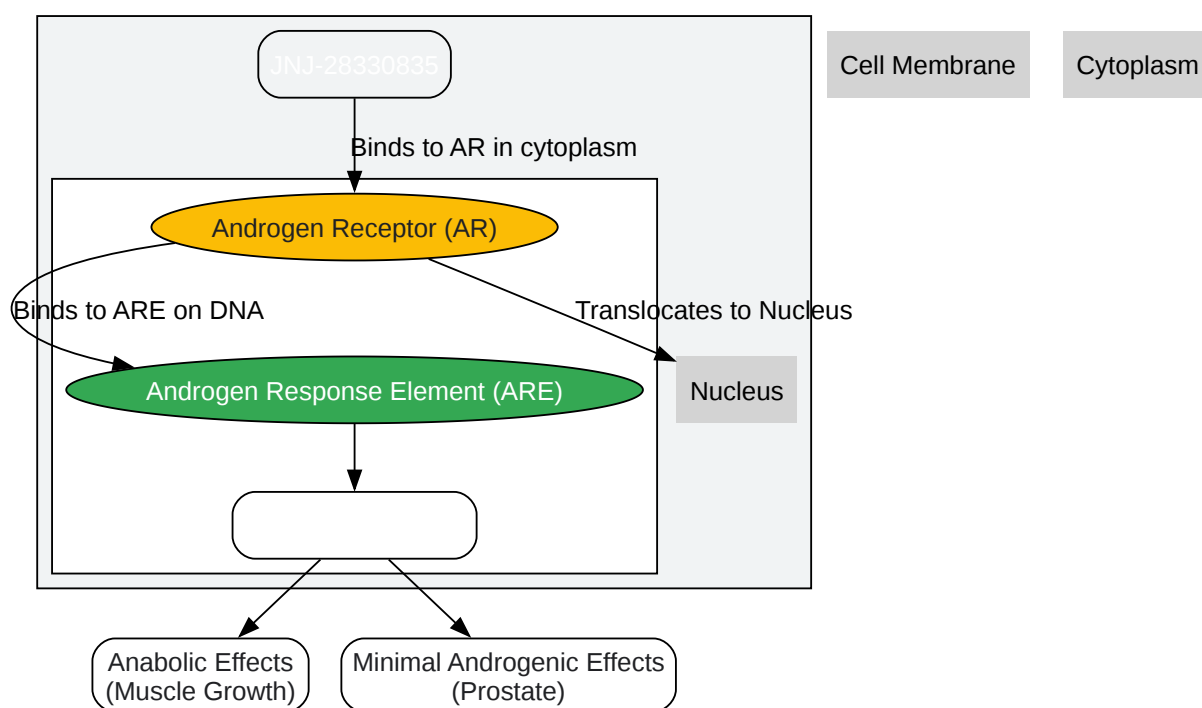 JNJ-28330835
Cell Membrane
Cytoplasm
Binds to AR in cytoplasm
Androgen Receptor (AR)
Binds to ARE on DNA
Translocates to Nucleus
Androgen Response Element (ARE)
Nucleus
Anabolic Effects
(Muscle Growth)
Minimal Androgenic Effects
(Prostate)